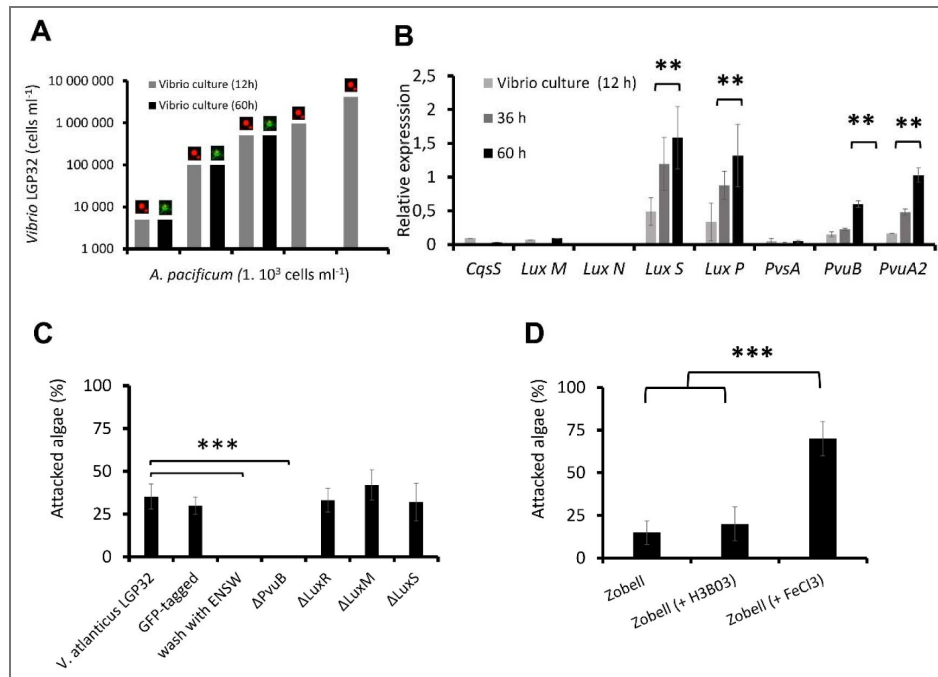 A
Vibrio LGP32 (cells ml-1)
10 000 000
1 000 000
100 000
10 000
1 000
Vibrio culture (12h)
Vibrio culture (60h)
A. pacificum (1. 10³ cells ml-1)
B
Relative expresssion
2,5
2
1,5
1
0,5
0
Vibrio culture (12 h)
36 h
60 h
**
**
**
**
CqsS
Lux M
Lux N
Lux S
Lux P
PvsA
PvuB
PvuA2
C
Attacked algae (%)
100
75
50
25
0
***
V. atlanticus LGP32
GFP-tagged
wash with ENSW
ΔPvuB
ΔLuxR
ΔLuxM
ΔLuxS
D
Attacked algae (%)
100
75
50
25
0
***
Zobell
Zobell (+ H3B03)
Zobell (+ FeCl3)